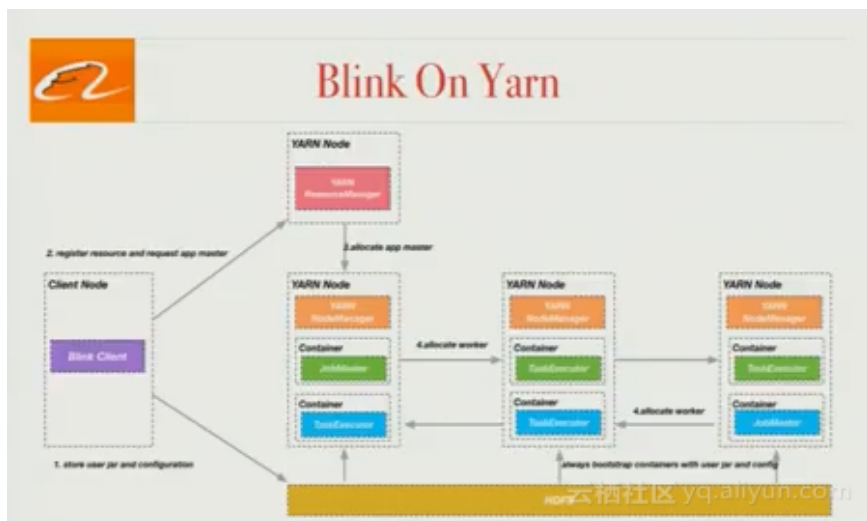 Blink On Yarn
YARN Node
YARN
ResourceManager
2. register resource and request app master
3.allocate app master
Client Node
Blink Client
YARN Node
YARN
NodeManager
Container
JobMaster
Container
TaskExecutor
4.allocate worker
YARN Node
YARN
NodeManager
Container
TaskExecutor
Container
TaskExecutor
4.allocate worker
YARN Node
YARN
NodeManager
Container
TaskExecutor
Container
JobMaster
1. store user jar and configuration
always bootstrap containers with user jar and config
HDFS
云栖社区 yq.aliyun.com